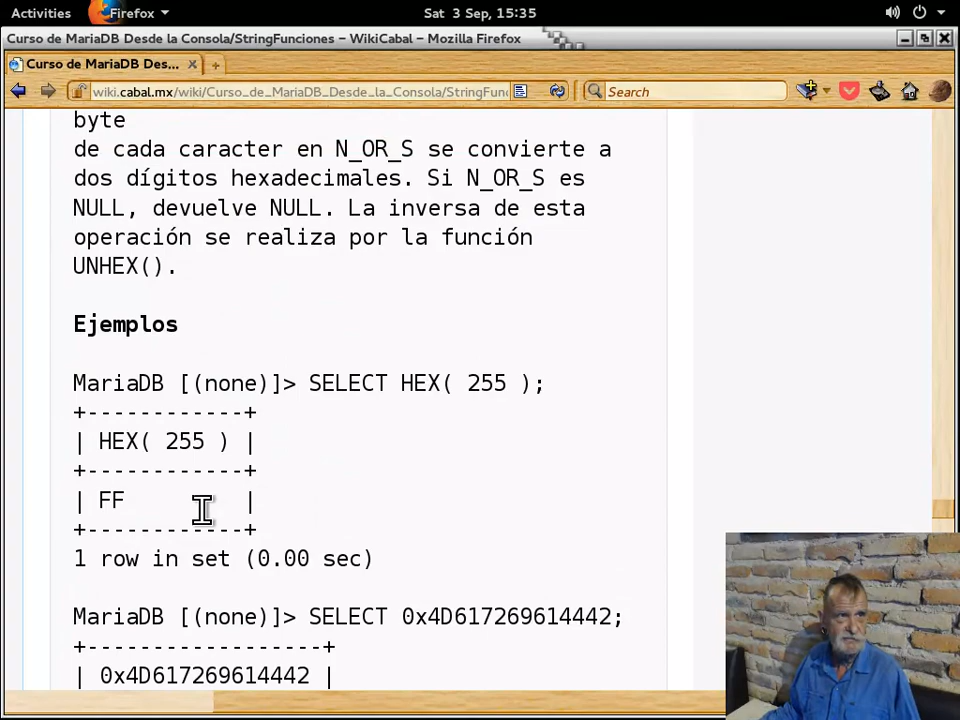 Activities
Firefox
Sat 3 Sep, 15:35
Curso de MariaDB Desde la Consola/StringFunciones – WikiCabal – Mozilla Firefox
Curso de MariaDB Des...
wiki.cabal.mx/wiki/Curso_de_MariaDB_Desde_la_Consola/StringFunc
Search
byte
de cada caracter en N_OR_S se convierte a
dos dígitos hexadecimales. Si N_OR_S es
NULL, devuelve NULL. La inversa de esta
operación se realiza por la función
UNHEX().
Ejemplos
MariaDB [(none)]> SELECT HEX( 255 );
+------------+
| HEX( 255 ) |
+------------+
| FF         |
+------------+
1 row in set (0.00 sec)
MariaDB [(none)]> SELECT 0x4D617269614442;
+------------------+
| 0x4D617269614442 |